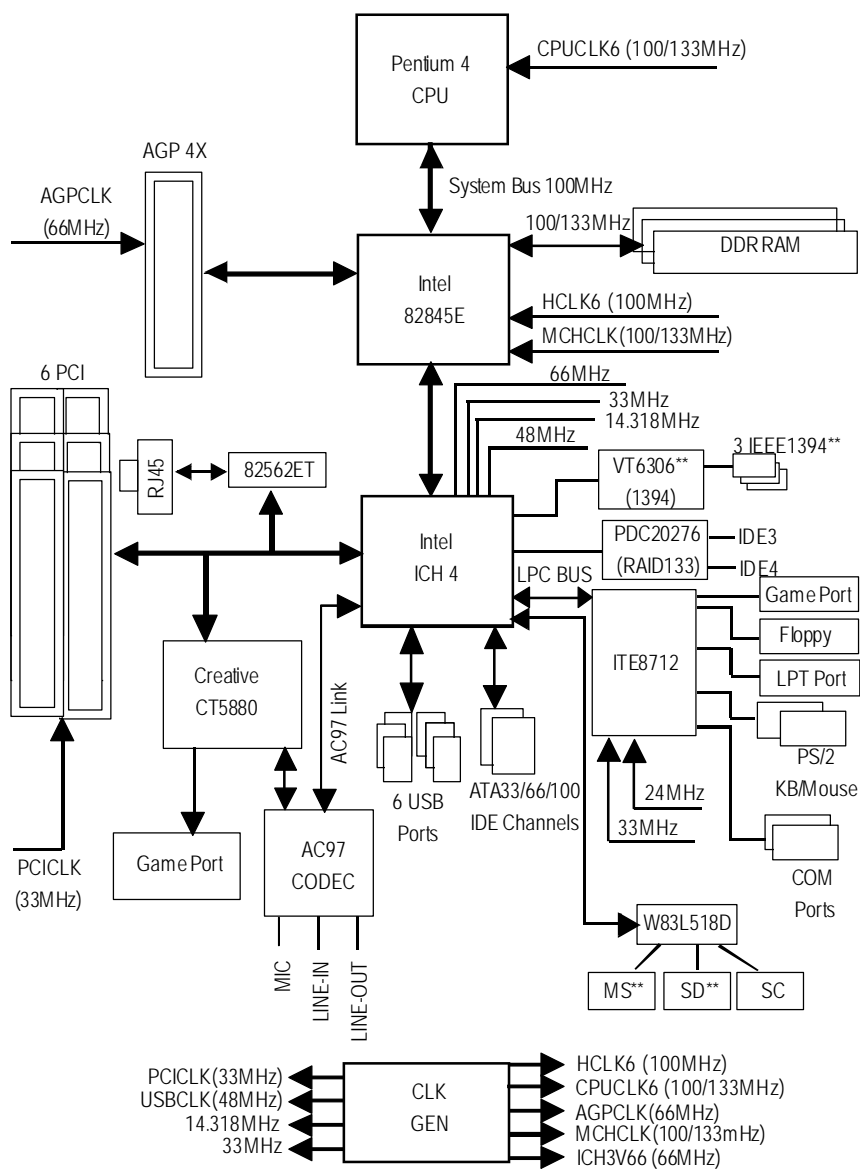 Pentium 4
CPU
CPUCLK6 (100/133MHz)
AGP 4X
System Bus 100MHz
AGPCLK
(66MHz)
100/133MHz
DDR RAM
Intel
82845E
HCLK6 (100MHz)
MCHCLK(100/133MHz)
6 PCI
66MHz
33MHz
14.318MHz
48MHz
RJ45
82562ET
VT6306**
(1394)
3 IEEE1394**
Intel
ICH 4
PDC20276
(RAID133)
IDE3
IDE4
LPC BUS
ITE8712
Game Port
Floppy
LPT Port
PS/2
KB/Mouse
Creative
CT5880
AC97 Link
6 USB
Ports
ATA33/66/100
IDE Channels
24MHz
33MHz
COM
Ports
PCICLK
(33MHz)
Game Port
AC97
CODEC
MIC
LINE-IN
LINE-OUT
W83L518D
MS**
SD**
SC
CLK
GEN
PCICLK(33MHz)
USBCLK(48MHz)
14.318MHz
33MHz
HCLK6 (100MHz)
CPUCLK6 (100/133MHz)
AGPCLK(66MHz)
MCHCLK(100/133mHz)
ICH3V66 (66MHz)